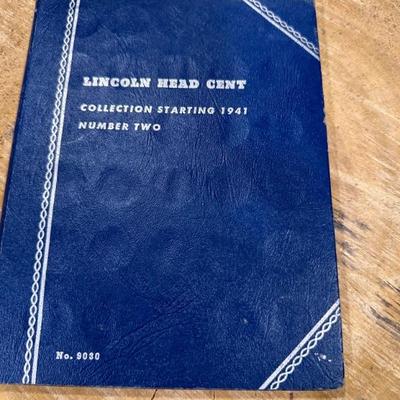 LINCOLN HEAD CENT
COLLECTION STARTING 1941
NUMBER TWO
No. 9030